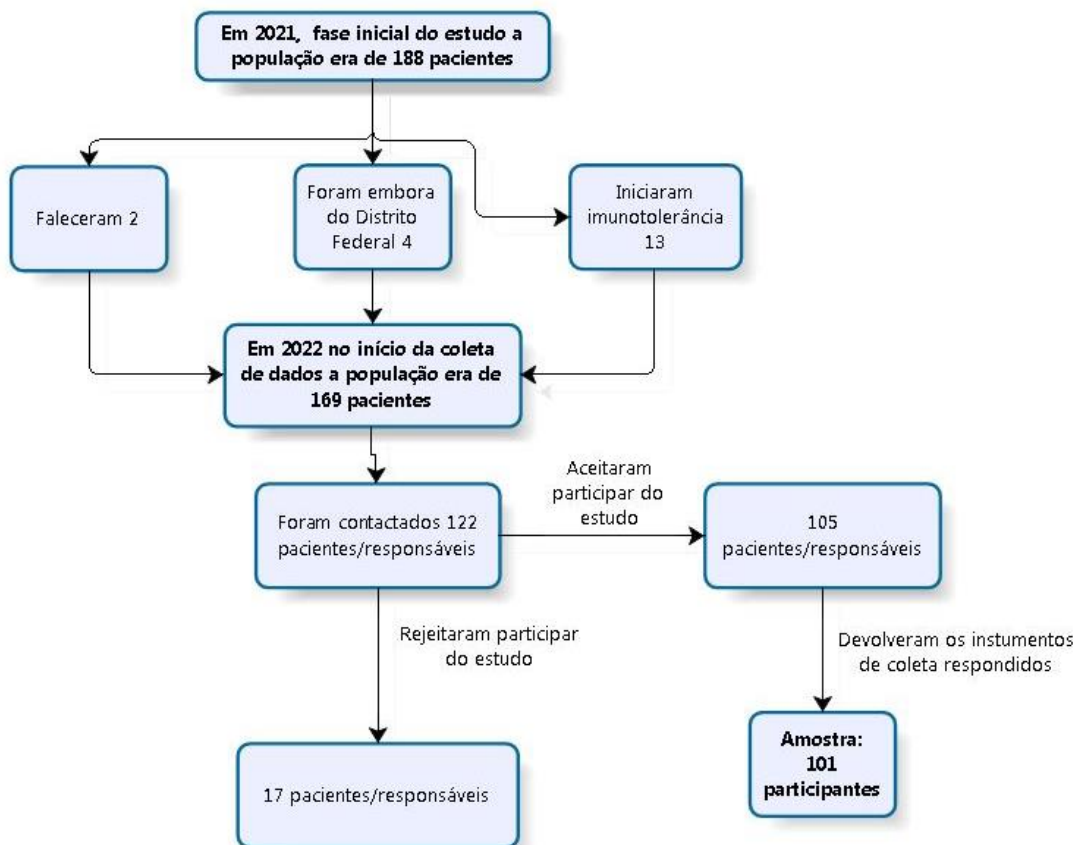 Em 2021, fase inicial do estudo a
população era de 188 pacientes
Faleceram 2
Foram embora
do Distrito
Federal 4
Iniciaram
imunotolerância
13
Em 2022 no início da coleta
de dados a população era de
169 pacientes
Foram contactados 122
pacientes/responsáveis
Aceitaram
participar do
estudo
105
pacientes/responsáveis
Rejeitaram participar
do estudo
Devolveram os instumentos
de coleta respondidos
17 pacientes/responsáveis
Amostra:
101
participantes